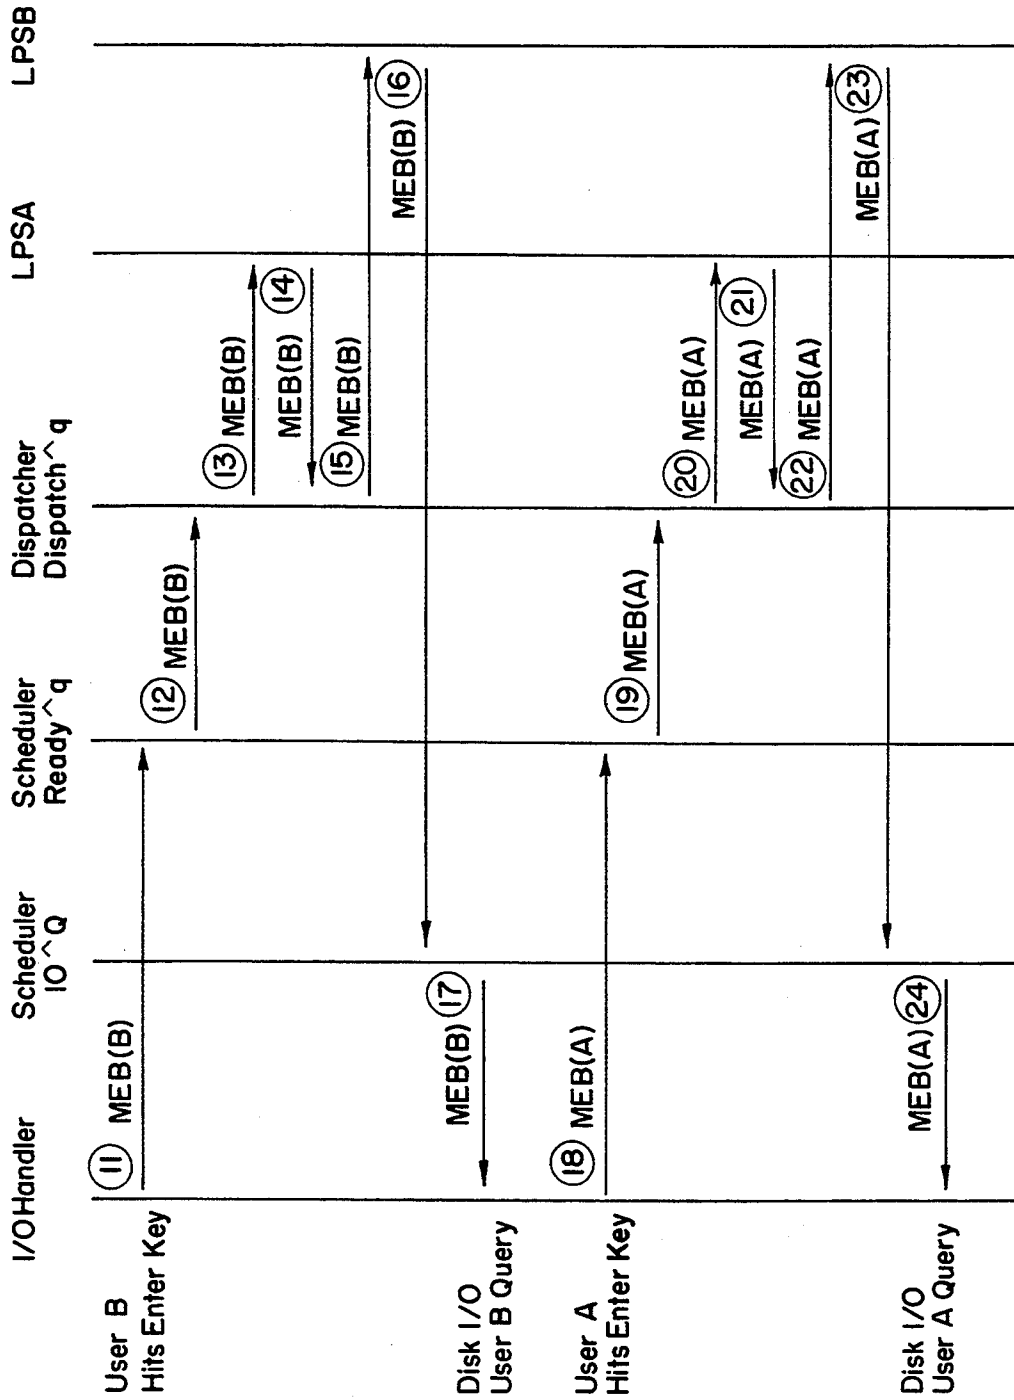 I/O Handler
Scheduler
IO^Q
Scheduler
Ready^q
Dispatcher
Dispatch^q
LPSA
LPSB
User B
Hits Enter Key
11 MEB(B)
12 MEB(B)
13 MEB(B)
MEB(B) 14
15 MEB(B)
MEB(B) 16
Disk I/O
User B Query
MEB(B) 17
User A
Hits Enter Key
18 MEB(A)
19 MEB(A)
20 MEB(A)
MEB(A) 21
22 MEB(A)
MEB(A) 23
Disk I/O
User A Query
MEB(A) 24